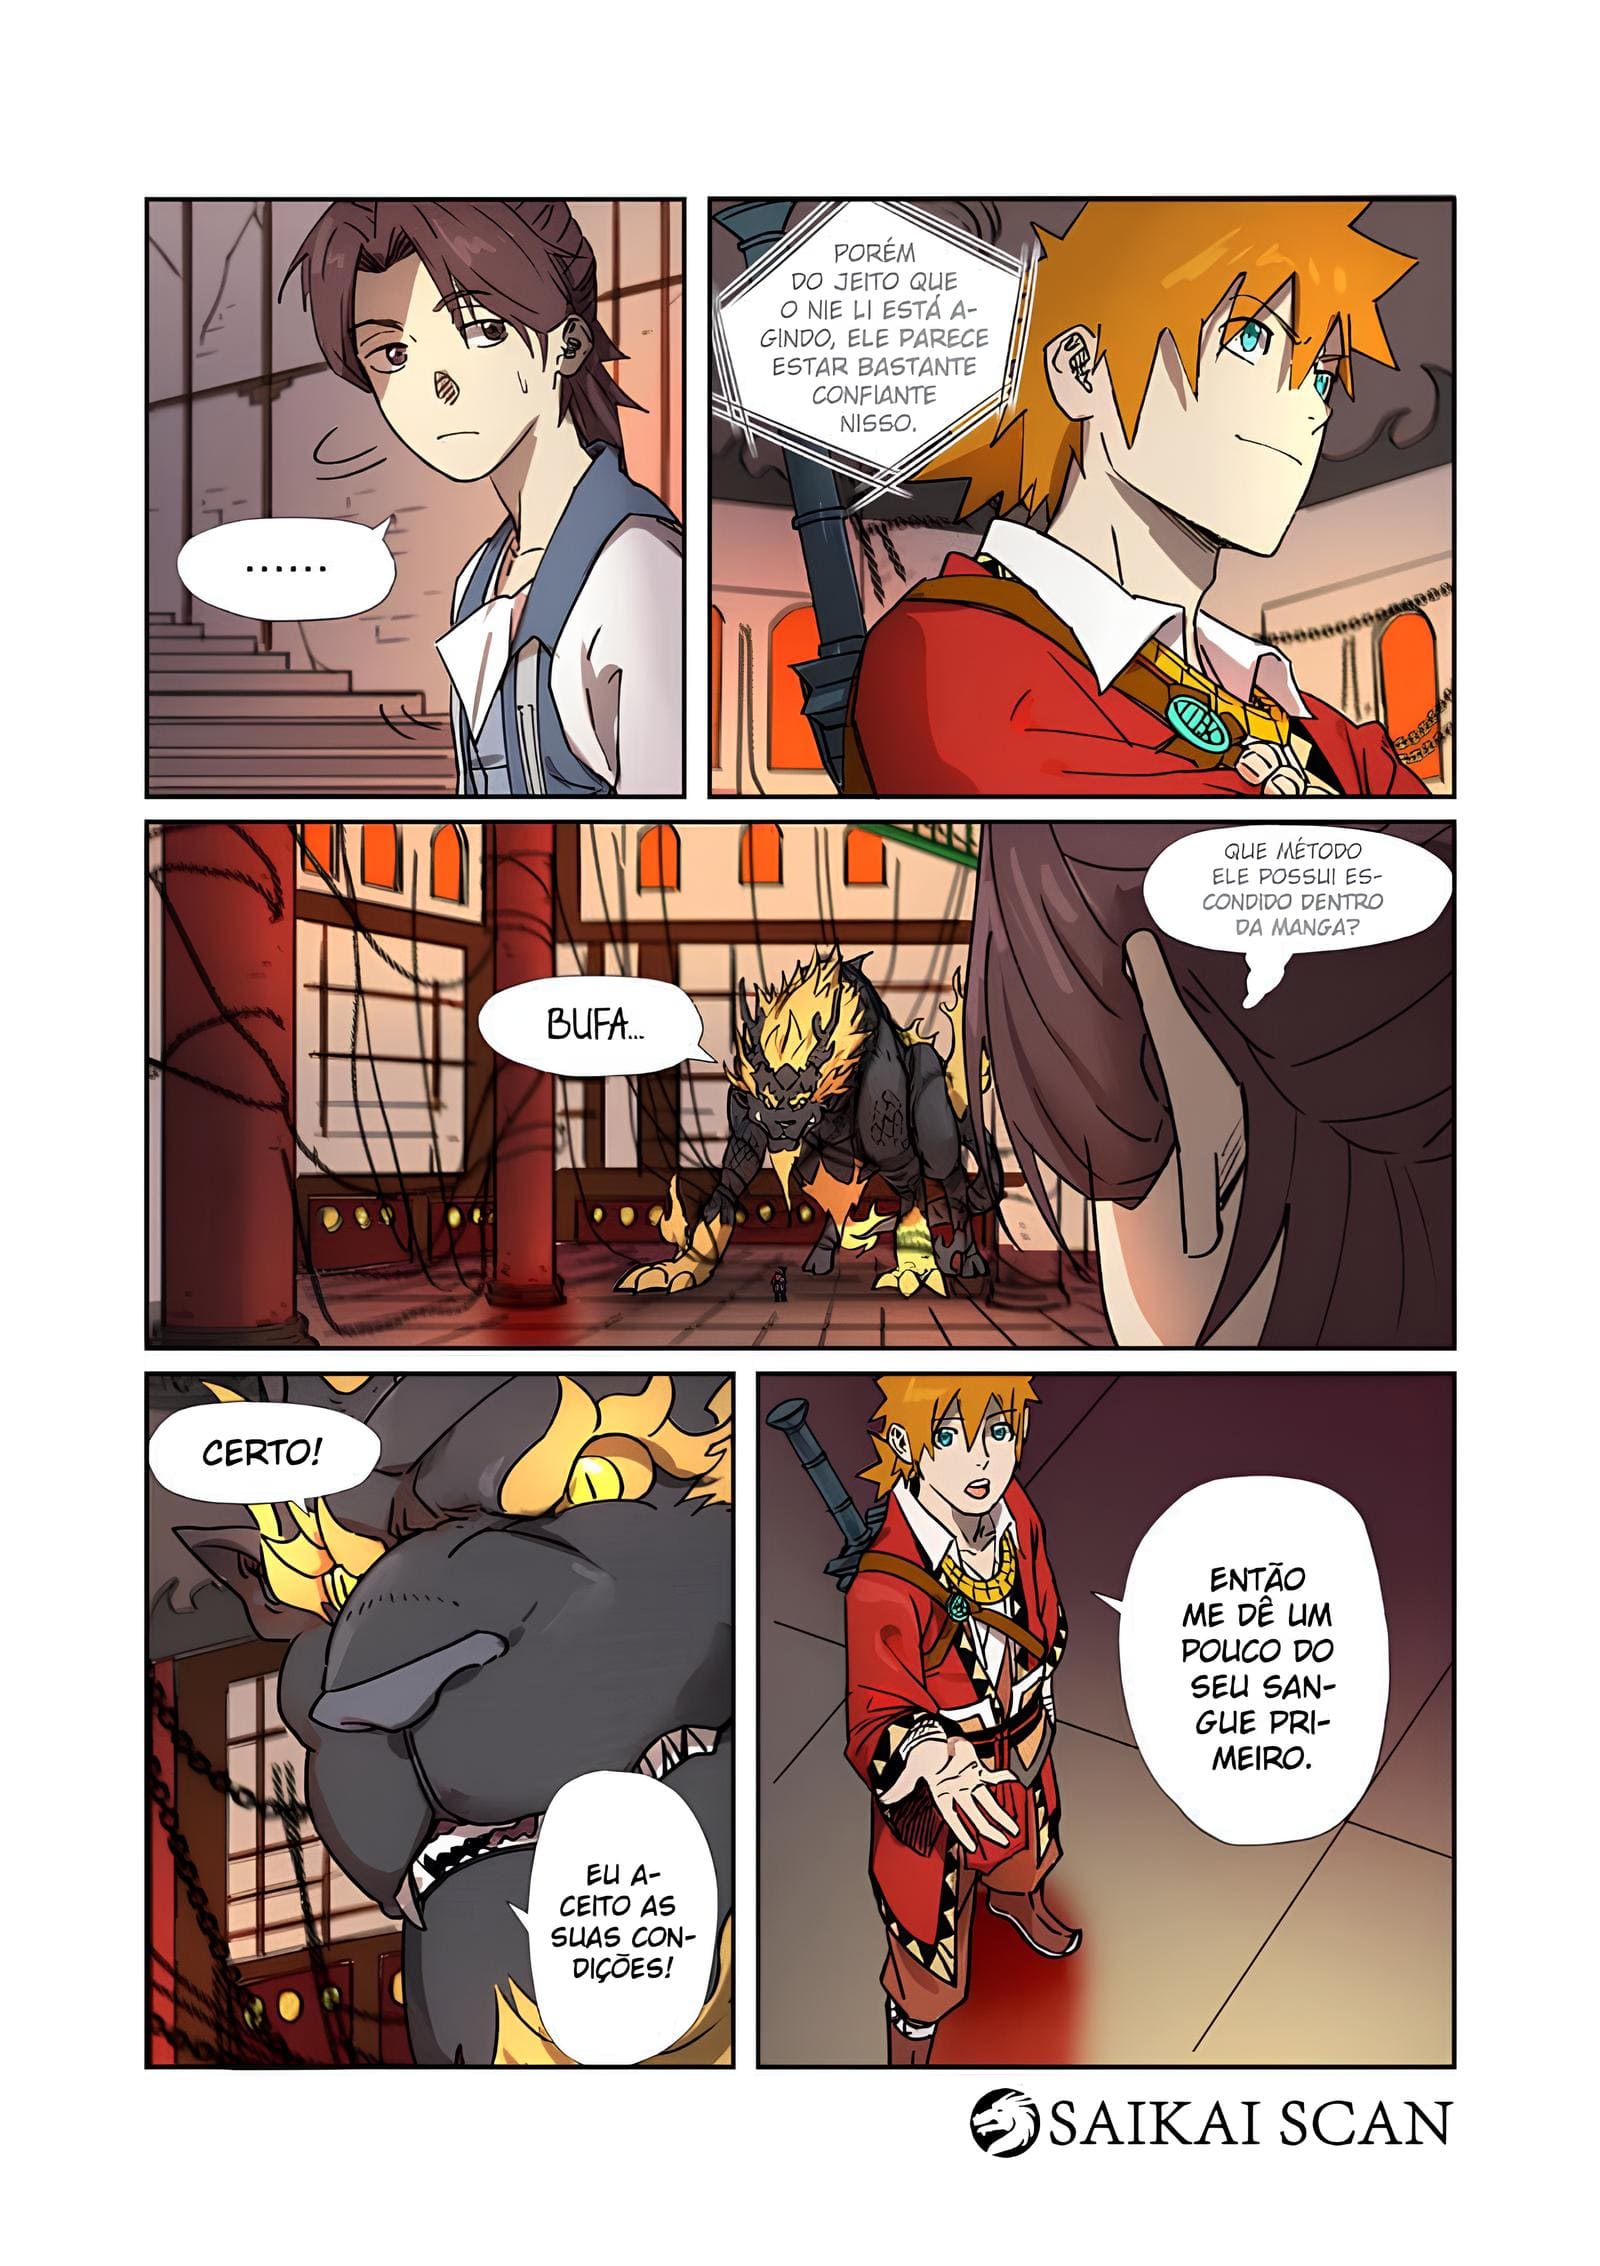 ......
PORÉM
DO JEITO QUE
O NIE LI ESTÁ A-
GINDO, ELE PARECE
ESTAR BASTANTE
CONFIANTE
NISSO.
QUE MÉTODO
ELE POSSUI ES-
CONDIDO DENTRO
DA MANGA?
BUFA...
CERTO!
EU A-
CEITO AS
SUAS CON-
DIÇÕES!
ENTÃO
ME DÊ UM
POUCO DO
SEU SAN-
GUE PRI-
MEIRO.
SAIKAI SCAN